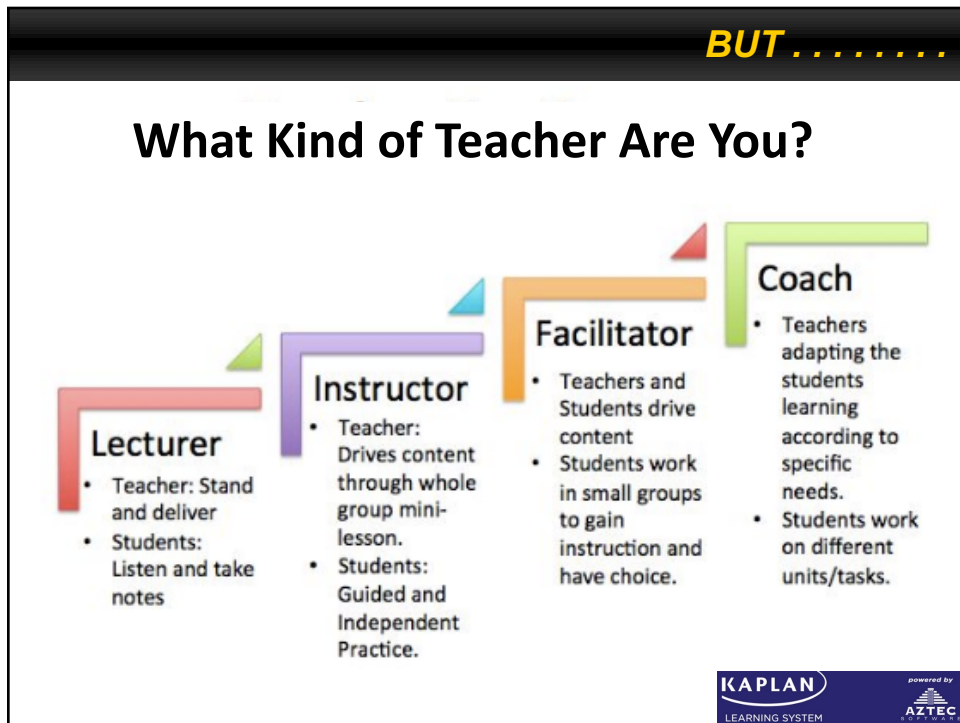 BUT . . . . . . . .
What Kind of Teacher Are You?
Lecturer
• Teacher: Stand
and deliver
• Students:
Listen and take
notes
Instructor
• Teacher:
Drives content
through whole
group mini-
lesson.
• Students:
Guided and
Independent
Practice.
Facilitator
• Teachers and
Students drive
content
• Students work
in small groups
to gain
instruction and
have choice.
Coach
• Teachers
adapting the
students
learning
according to
specific
needs.
• Students work
on different
units/tasks.
KAPLAN
LEARNING SYSTEM
powered by
AZTEC
SOFTWARE